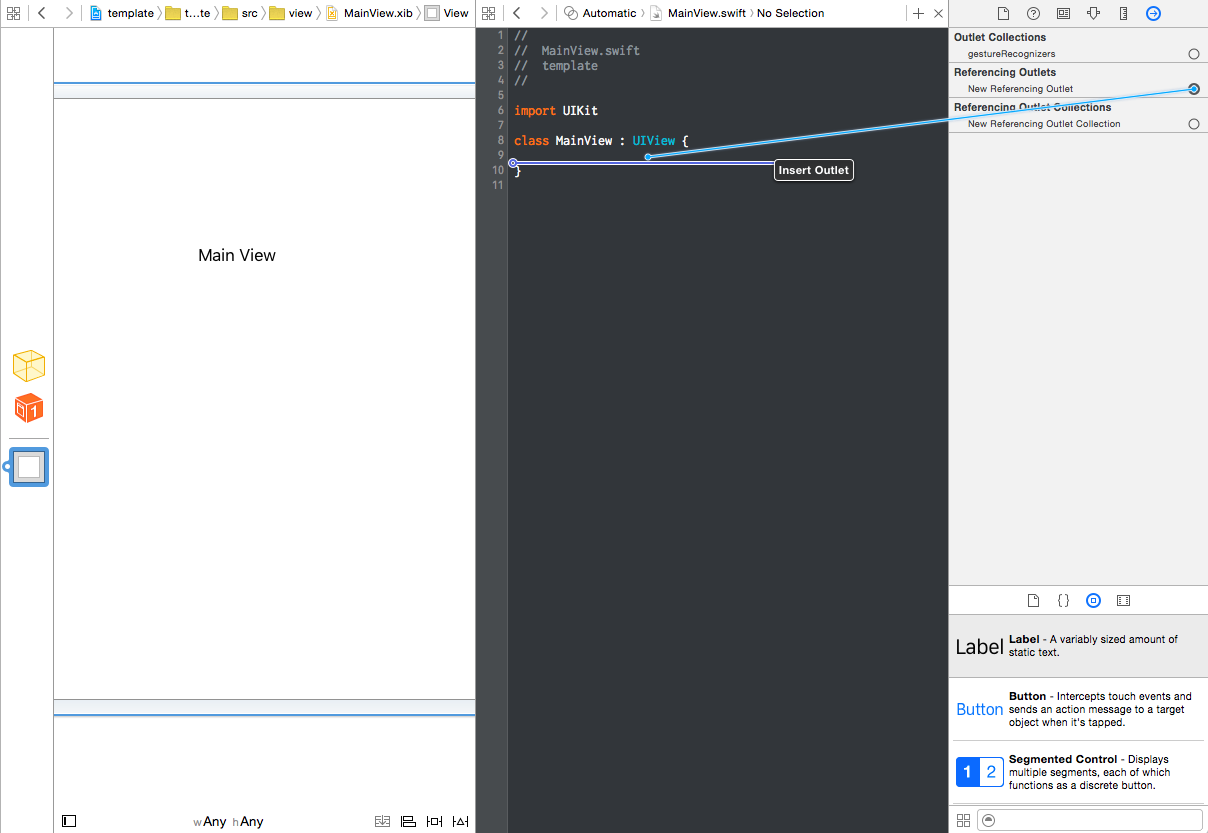 template
t...te
src
view
MainView.xib
View
Automatic
MainView.swift
No Selection
Main View
wAny hAny
1 //
2 //  MainView.swift
3 //  template
4 //
5
6 import UIKit
7
8 class MainView : UIView {
9
10 }
11
Insert Outlet
Outlet Collections
gestureRecognizers
Referencing Outlets
New Referencing Outlet
Referencing Outlet Collections
New Referencing Outlet Collection
{}
Label
Label - A variably sized amount of
static text.
Button
Button - Intercepts touch events and
sends an action message to a target
object when it's tapped.
1 2
Segmented Control - Displays
multiple segments, each of which
functions as a discrete button.
1